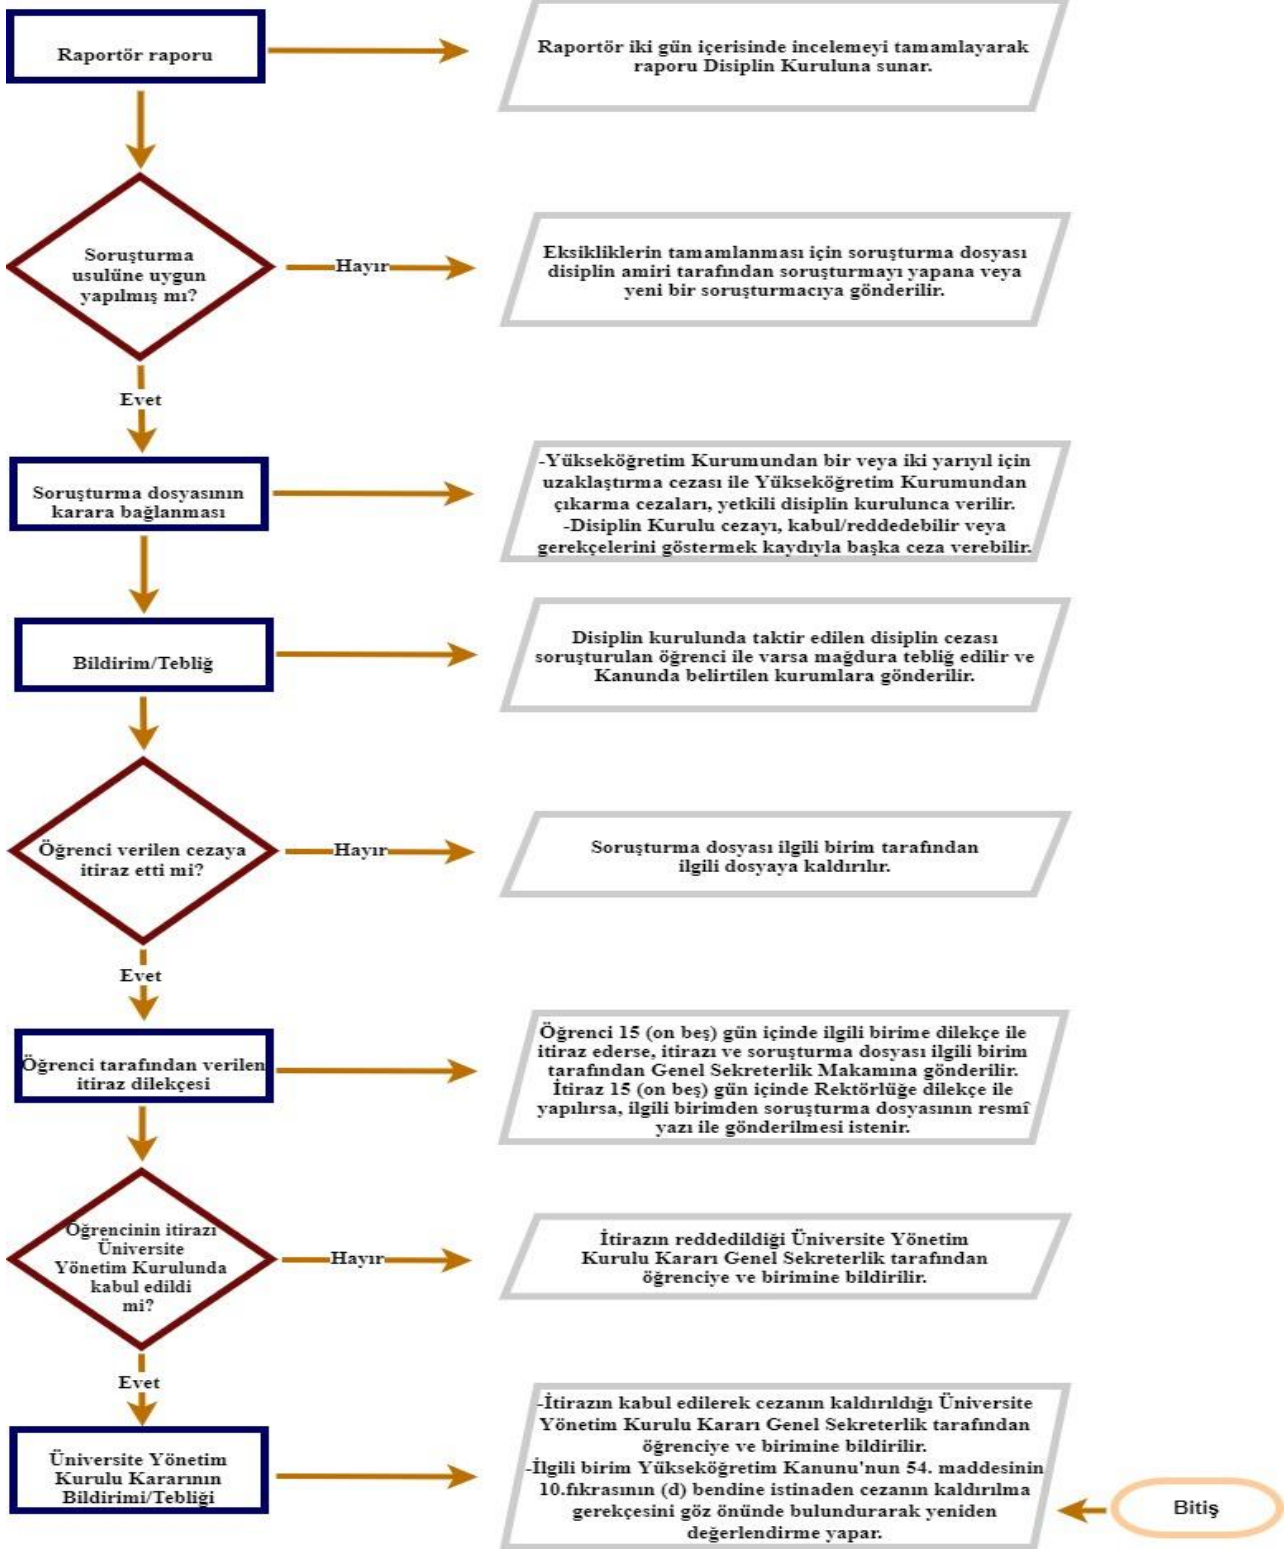 Raportör raporu
Raportör iki gün içerisinde incelemeyi tamamlayarak
raporu Disiplin Kuruluna sunar.
Soruşturma
usulüne uygun
yapılmış mı?
Hayır
Eksikliklerin tamamlanması için soruşturma dosyası
disiplin amiri tarafından soruşturmayı yapana veya
yeni bir soruşturmacıya gönderilir.
Evet
Soruşturma dosyasının
karara bağlanması
-Yükseköğretim Kurumundan bir veya iki yarıyıl için
uzaklaştırma cezası ile Yükseköğretim Kurumundan
çıkarma cezaları, yetkili disiplin kurulunca verilir.
-Disiplin Kurulu cezayı, kabul/reddedebilir veya
gerekçelerini göstermek kaydıyla başka ceza verebilir.
Bildirim/Tebliğ
Disiplin kurulunda taktir edilen disiplin cezası
soruşturulan öğrenci ile varsa mağdura tebliğ edilir ve
Kanunda belirtilen kurumlara gönderilir.
Öğrenci verilen cezaya
itiraz etti mi?
Hayır
Soruşturma dosyası ilgili birim tarafından
ilgili dosyaya kaldırılır.
Evet
Öğrenci tarafından verilen
itiraz dilekçesi
Öğrenci 15 (on beş) gün içinde ilgili birime dilekçe ile
itiraz ederse, itirazı ve soruşturma dosyası ilgili birim
tarafından Genel Sekreterlik Makamına gönderilir.
İtiraz 15 (on beş) gün içinde Rektörlüğe dilekçe ile
yapılırsa, ilgili birimden soruşturma dosyasının resmî
yazı ile gönderilmesi istenir.
Öğrencinin itirazı
Üniversite
Yönetim Kurulunda
kabul edildi
mi?
Hayır
İtirazın reddedildiği Üniversite Yönetim
Kurulu Kararı Genel Sekreterlik tarafından
öğrenciye ve birimine bildirilir.
Evet
Üniversite Yönetim
Kurulu Kararının
Bildirimi/Tebliği
-İtirazın kabul edilerek cezanın kaldırıldığı Üniversite
Yönetim Kurulu Kararı Genel Sekreterlik tarafından
öğrenciye ve birimine bildirilir.
-İlgili birim Yükseköğretim Kanunu'nun 54. maddesinin
10.fıkrasının (d) bendine istinaden cezanın kaldırılma
gerekçesini göz önünde bulundurarak yeniden
değerlendirme yapar.
Bitiş